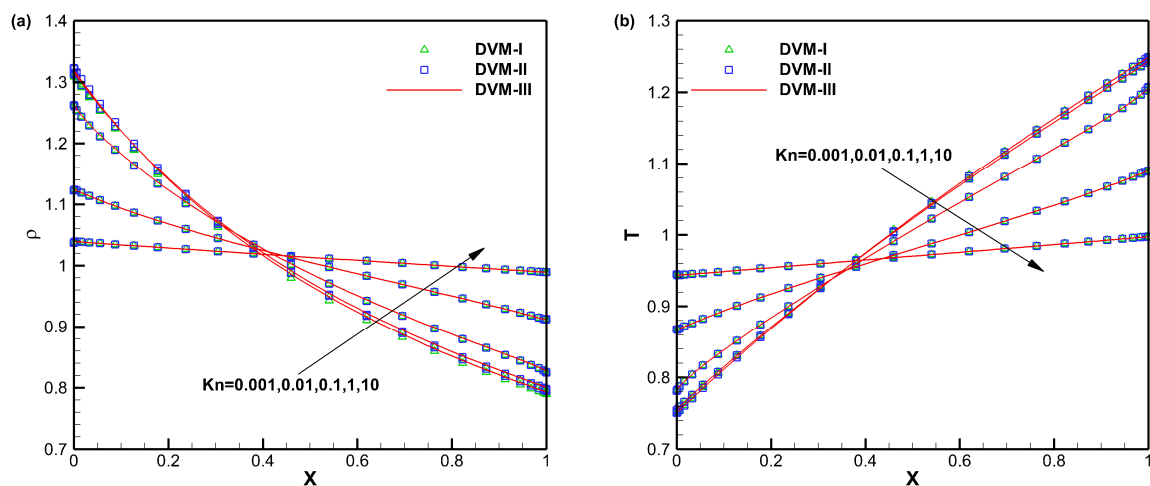 (a)
1.4
1.3
1.2
1.1
1
0.9
0.8
0.7
ρ
DVM-I
DVM-II
DVM-III
Kn=0.001,0.01,0.1,1,10
0 0.2 0.4 0.6 0.8 1
X
(b)
1.3
1.2
1.1
1
0.9
0.8
0.7
T
DVM-I
DVM-II
DVM-III
Kn=0.001,0.01,0.1,1,10
0 0.2 0.4 0.6 0.8 1
X